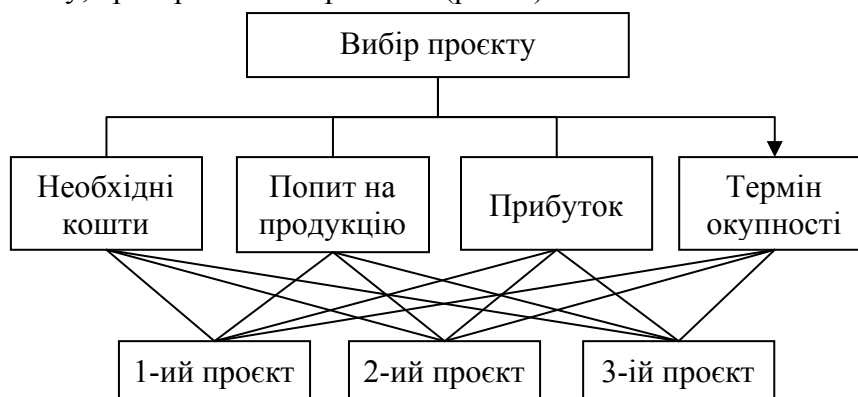 Вибір проєкту
Необхідні
кошти
Попит на
продукцію
Прибуток
Термін
окупності
1-ий проєкт
2-ий проєкт
3-ій проєкт